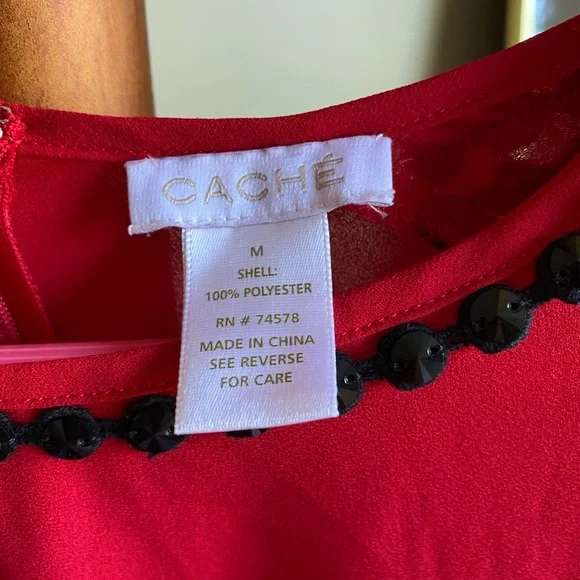 CACHÉ
M
SHELL:
100% POLYESTER
RN # 74578
MADE IN CHINA
SEE REVERSE
FOR CARE